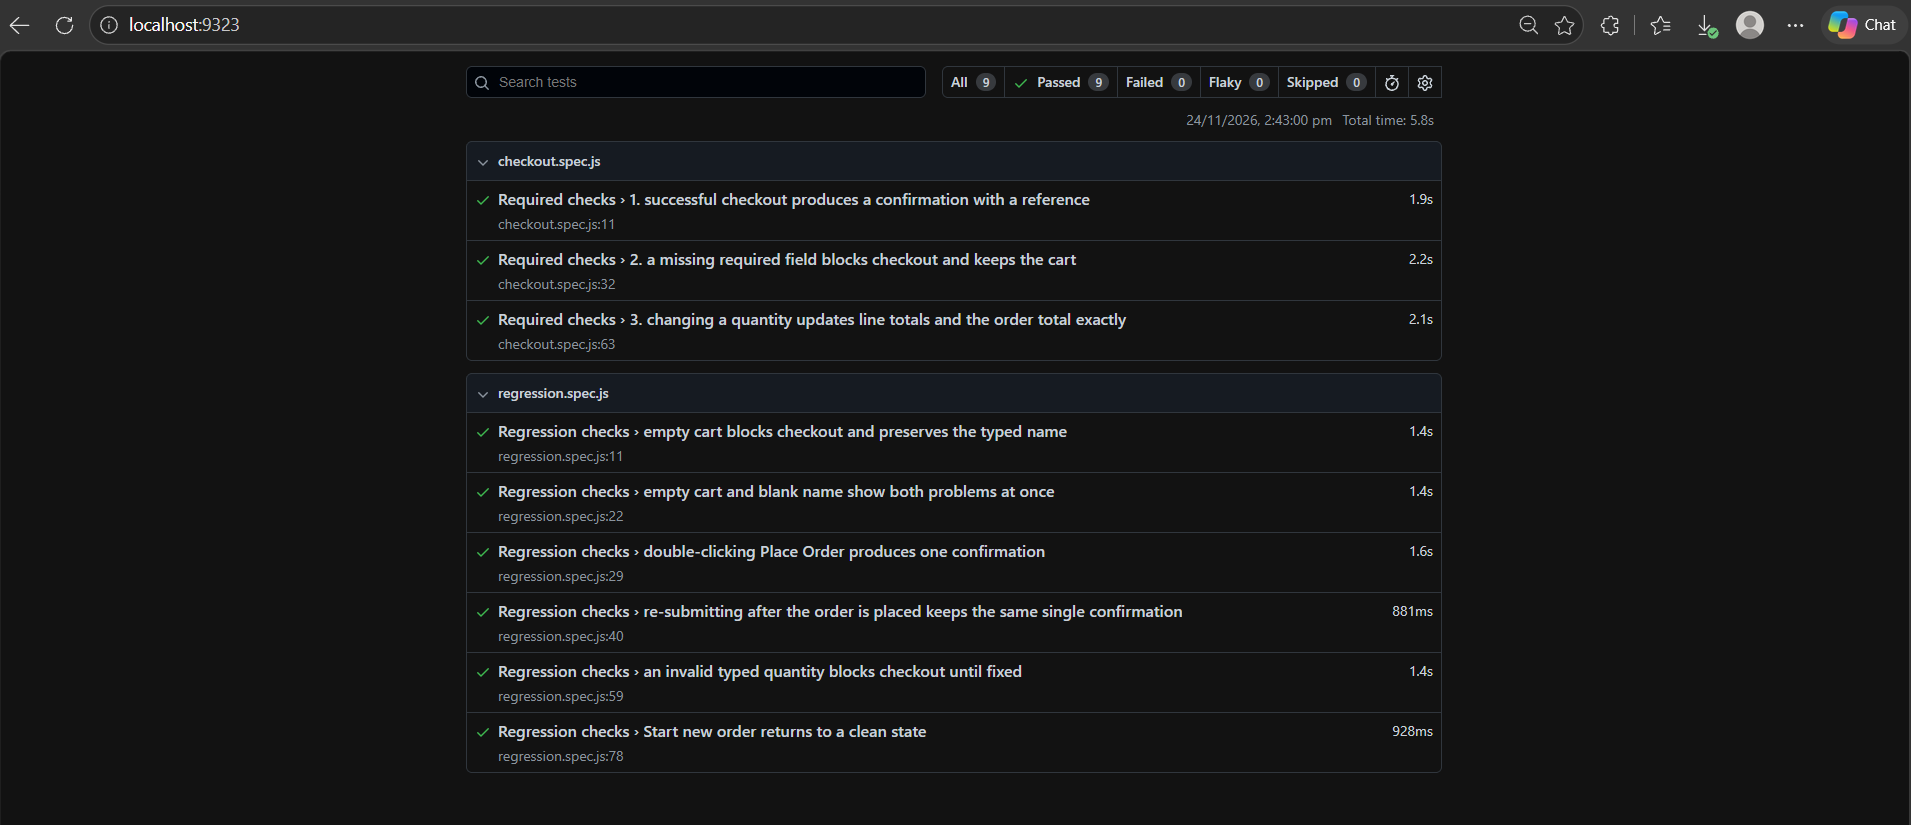 localhost:9323
Chat
Search tests
All 9
Passed 9
Failed 0
Flaky 0
Skipped 0
24/11/2026, 2:43:00 pm Total time: 5.8s
checkout.spec.js
Required checks › 1. successful checkout produces a confirmation with a reference 1.9s
checkout.spec.js:11
Required checks › 2. a missing required field blocks checkout and keeps the cart 2.2s
checkout.spec.js:32
Required checks › 3. changing a quantity updates line totals and the order total exactly 2.1s
checkout.spec.js:63
regression.spec.js
Regression checks › empty cart blocks checkout and preserves the typed name 1.4s
regression.spec.js:11
Regression checks › empty cart and blank name show both problems at once 1.4s
regression.spec.js:22
Regression checks › double-clicking Place Order produces one confirmation 1.6s
regression.spec.js:29
Regression checks › re-submitting after the order is placed keeps the same single confirmation 881ms
regression.spec.js:40
Regression checks › an invalid typed quantity blocks checkout until fixed 1.4s
regression.spec.js:59
Regression checks › Start new order returns to a clean state 928ms
regression.spec.js:78